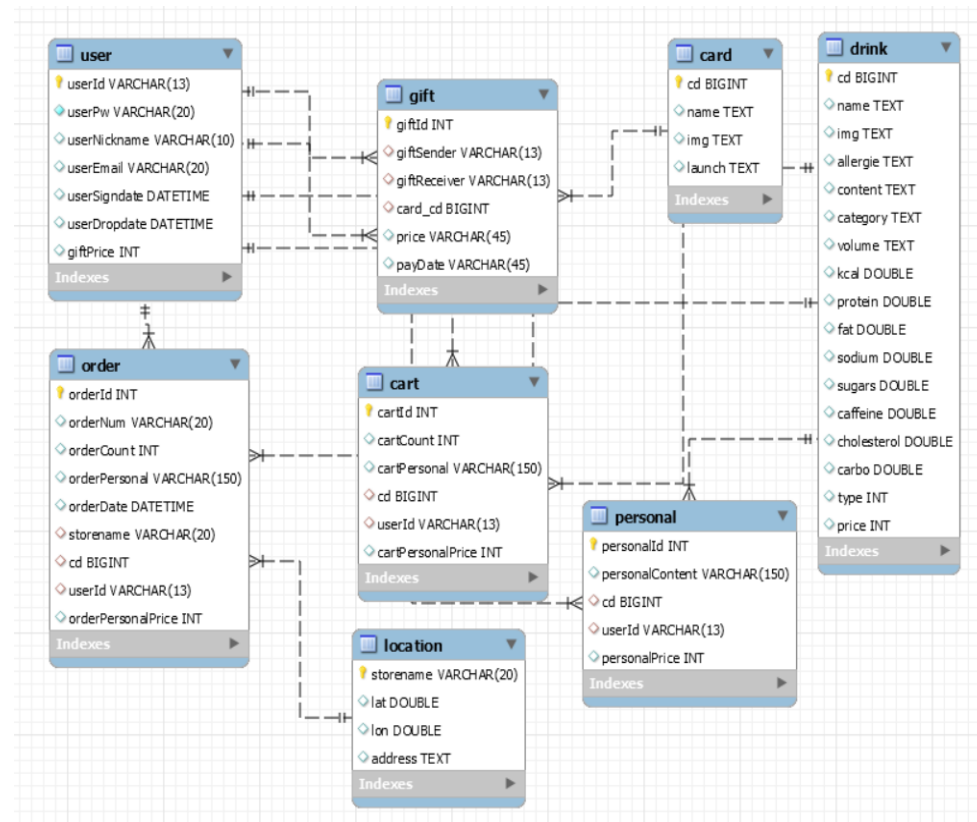 user
userId VARCHAR(13)
userPw VARCHAR(20)
userNickname VARCHAR(10)
userEmail VARCHAR(20)
userSigndate DATETIME
userDropdate DATETIME
giftPrice INT
Indexes
gift
giftId INT
giftSender VARCHAR(13)
giftReceiver VARCHAR(13)
card_cd BIGINT
price VARCHAR(45)
payDate VARCHAR(45)
Indexes
card
cd BIGINT
name TEXT
img TEXT
launch TEXT
Indexes
drink
cd BIGINT
name TEXT
img TEXT
allergie TEXT
content TEXT
category TEXT
volume TEXT
kcal DOUBLE
protein DOUBLE
fat DOUBLE
sodium DOUBLE
sugars DOUBLE
caffeine DOUBLE
cholesterol DOUBLE
carbo DOUBLE
type INT
price INT
Indexes
order
orderId INT
orderNum VARCHAR(20)
orderCount INT
orderPersonal VARCHAR(150)
orderDate DATETIME
storename VARCHAR(20)
cd BIGINT
userId VARCHAR(13)
orderPersonalPrice INT
Indexes
cart
cartId INT
cartCount INT
cartPersonal VARCHAR(150)
cd BIGINT
userId VARCHAR(13)
cartPersonalPrice INT
Indexes
personal
personalId INT
personalContent VARCHAR(150)
cd BIGINT
userId VARCHAR(13)
personalPrice INT
Indexes
location
storename VARCHAR(20)
lat DOUBLE
lon DOUBLE
address TEXT
Indexes